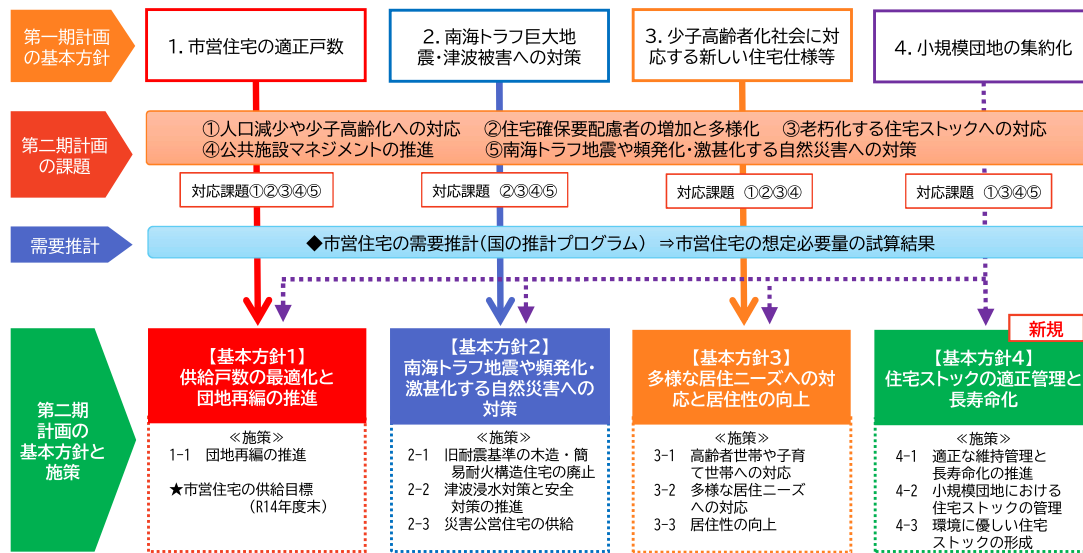 第一期計画
の基本方針
1. 市営住宅の適正戸数
2. 南海トラフ巨大地
震・津波被害への対策
3. 少子高齢者化社会に対
応する新しい住宅仕様等
4. 小規模団地の集約化
第二期計画
の課題
①人口減少や少子高齢化への対応 ②住宅確保要配慮者の増加と多様化 ③老朽化する住宅ストックへの対応
④公共施設マネジメントの推進 ⑤南海トラフ地震や頻発化・激甚化する自然災害への対策
対応課題①②③④⑤
対応課題 ②③④⑤
対応課題 ①②③④
対応課題 ①③④⑤
需要推計
◆市営住宅の需要推計(国の推計プログラム) ⇒市営住宅の想定必要量の試算結果
新規
第二期
計画の
基本方針と
施策
【基本方針1】
供給戸数の最適化と
団地再編の推進
≪施策≫
1-1 団地再編の推進
★市営住宅の供給目標
(R14年度末)
【基本方針2】
南海トラフ地震や頻発化・
激甚化する自然災害への
対策
≪施策≫
2-1 旧耐震基準の木造・簡
易耐火構造住宅の廃止
2-2 津波浸水対策と安全
対策の推進
2-3 災害公営住宅の供給
【基本方針3】
多様な居住ニーズへの対
応と居住性の向上
≪施策≫
3-1 高齢者世帯や子育
て世帯への対応
3-2 多様な居住ニーズ
への対応
3-3 居住性の向上
【基本方針4】
住宅ストックの適正管理と
長寿命化
≪施策≫
4-1 適正な維持管理と
長寿命化の推進
4-2 小規模団地における
住宅ストックの管理
4-3 環境に優しい住宅
ストックの形成